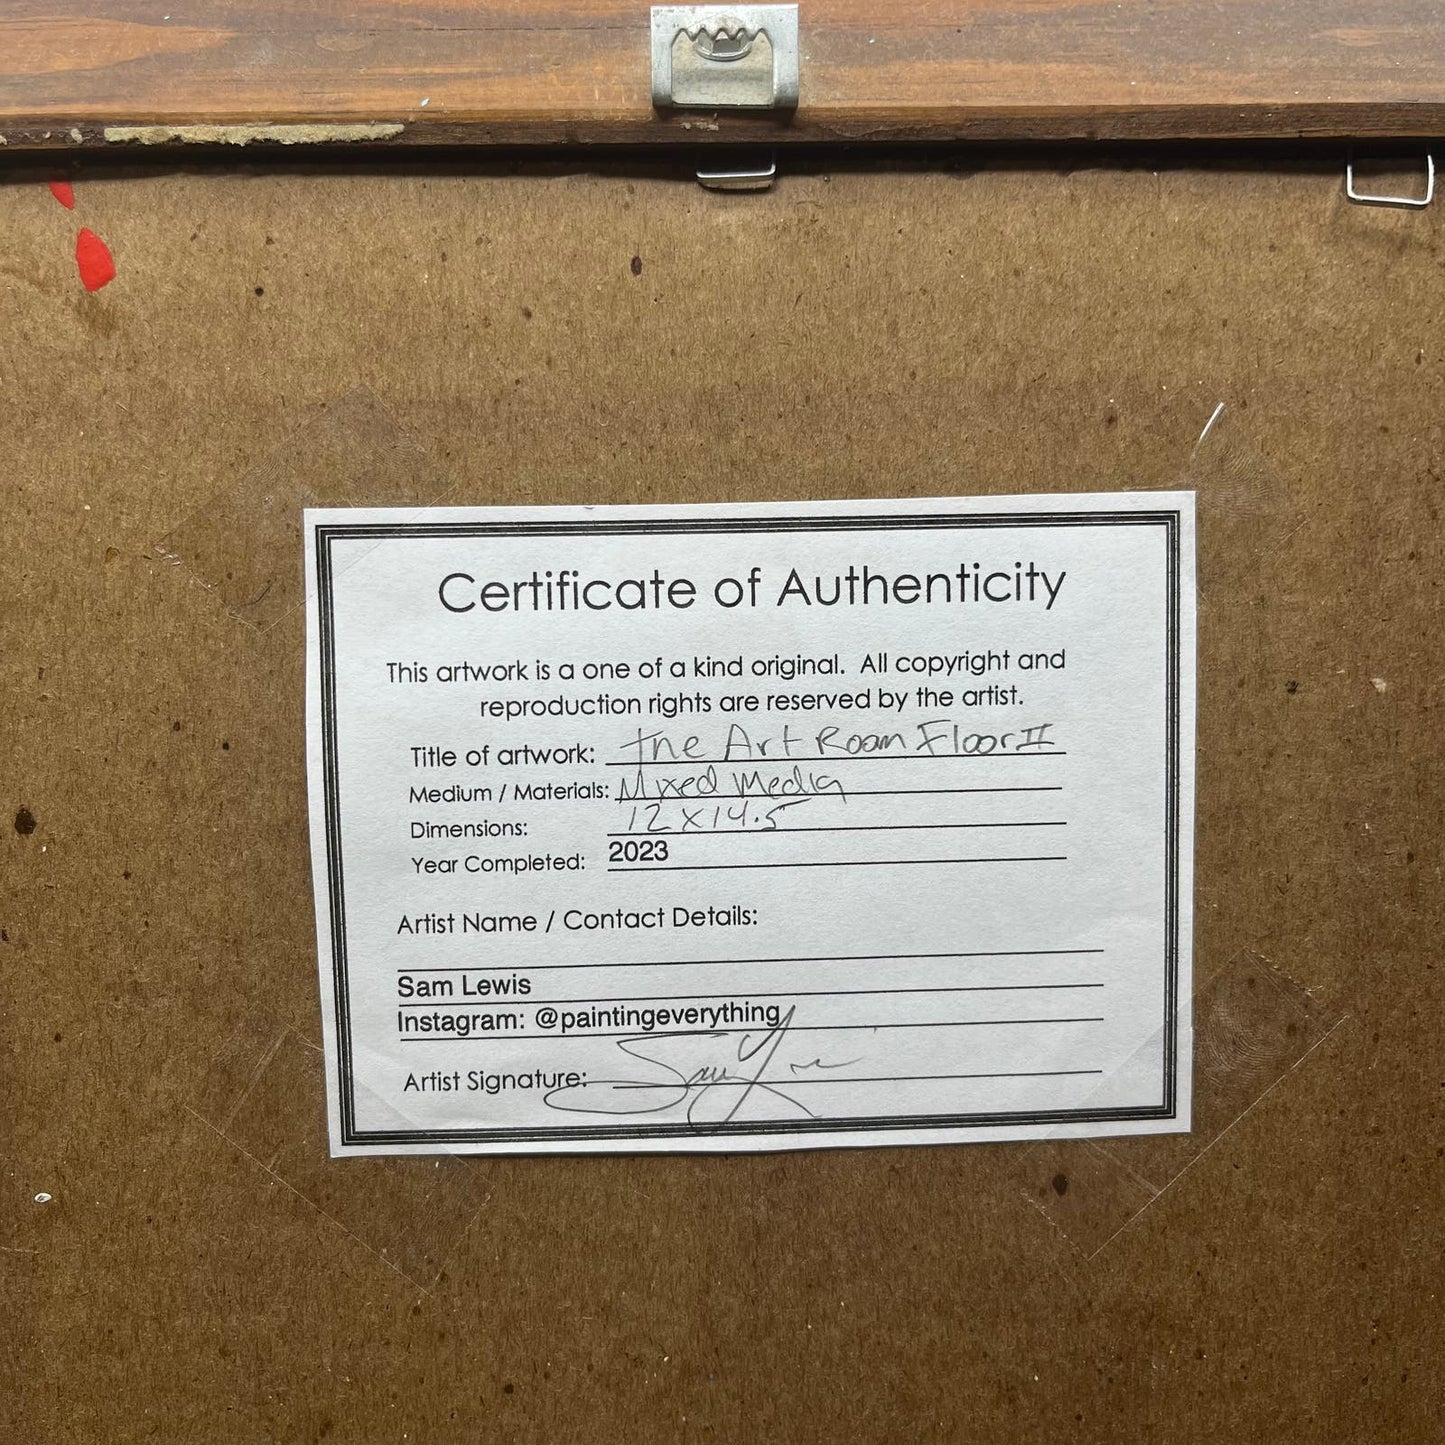 Certificate of Authenticity
This artwork is a one of a kind original. All copyright and
reproduction rights are reserved by the artist.
Title of artwork: The Art Room Floor II
Medium / Materials: Mixed Media
Dimensions: 12 x 14.5
Year Completed: 2023
Artist Name / Contact Details:
Sam Lewis
Instagram: @paintingeverything
Artist Signature: Sam Lewis